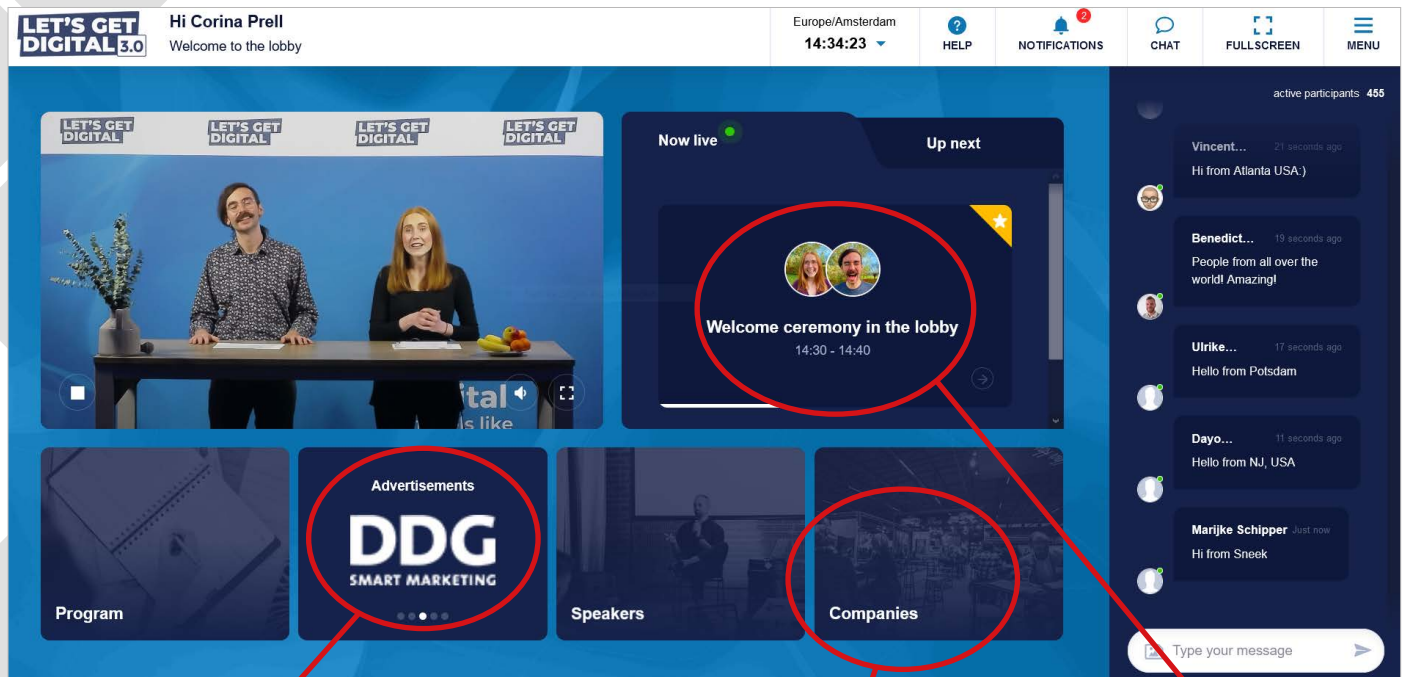 LET'S GET
DIGITAL 3.0
Hi Corina Prell
Welcome to the lobby
Europe/Amsterdam
14:34:23
?
HELP
2
NOTIFICATIONS
CHAT
FULLSCREEN
MENU
LET'S GET
DIGITAL
LET'S GET
DIGITAL
LET'S GET
DIGITAL
LET'S GET
DIGITAL
ital
s like
Now live
Up next
Welcome ceremony in the lobby
14:30 - 14:40
Program
Advertisements
DDG
SMART MARKETING
Speakers
Companies
active participants 455
Vincent... 21 seconds ago
Hi from Atlanta USA:)
Benedict... 19 seconds ago
People from all over the
world! Amazing!
Ulrike... 17 seconds ago
Hello from Potsdam
Dayo... 11 seconds ago
Hello from NJ, USA
Marijke Schipper Just now
Hi from Sneek
Type your message